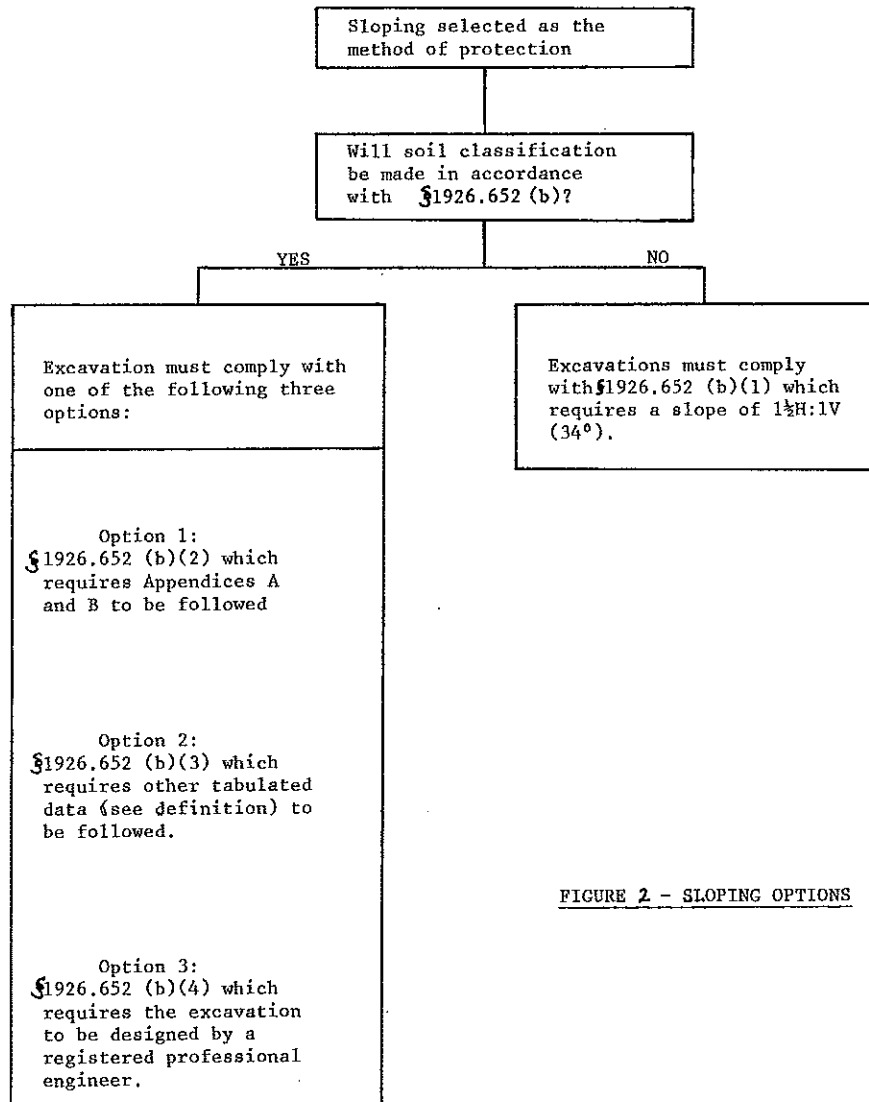 Sloping selected as the
method of protection
Will soil classification
be made in accordance
with §1926.652 (b)?
YES
NO
Excavation must comply with
one of the following three
options:
Excavations must comply
with §1926.652 (b)(1) which
requires a slope of 1½H:1V
(34°).
Option 1:
§1926.652 (b)(2) which
requires Appendices A
and B to be followed
Option 2:
§1926.652 (b)(3) which
requires other tabulated
data (see definition) to
be followed.
FIGURE 2 - SLOPING OPTIONS
Option 3:
§1926.652 (b)(4) which
requires the excavation
to be designed by a
registered professional
engineer.